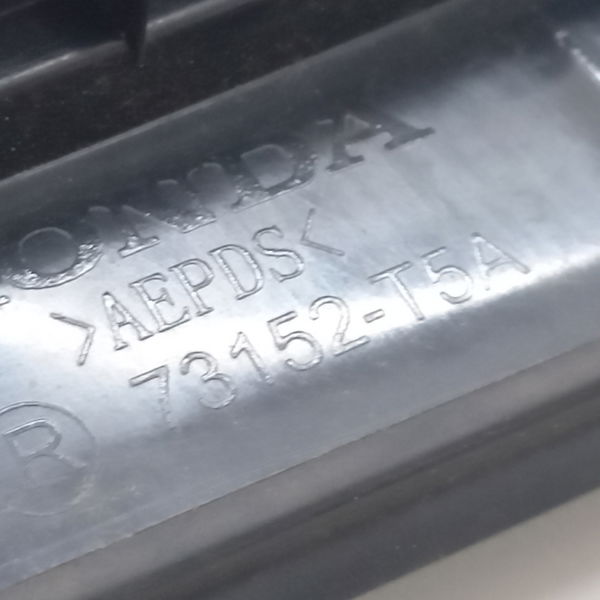 HONDA
>AEPDS<
73152-T5A
R